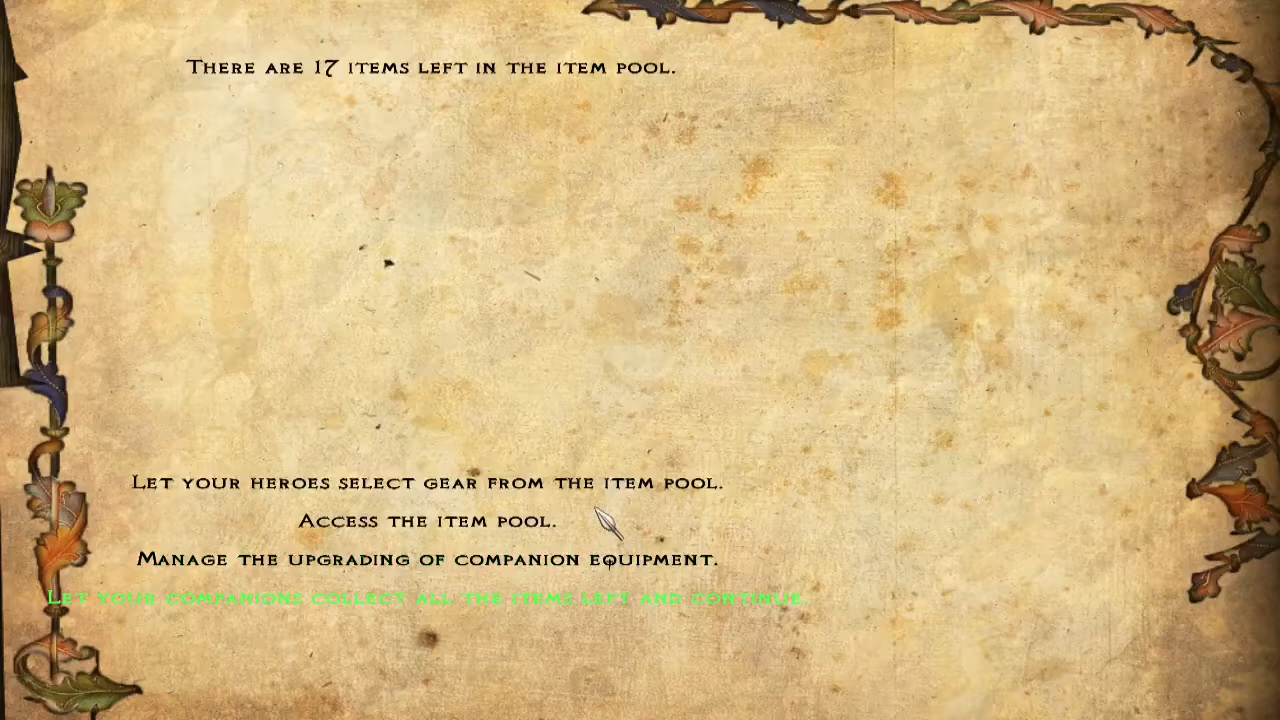 There are 17 items left in the item pool.
Let your heroes select gear from the item pool.
Access the item pool.
Manage the upgrading of companion equipment.
Let your companions collect all the items left and continue.